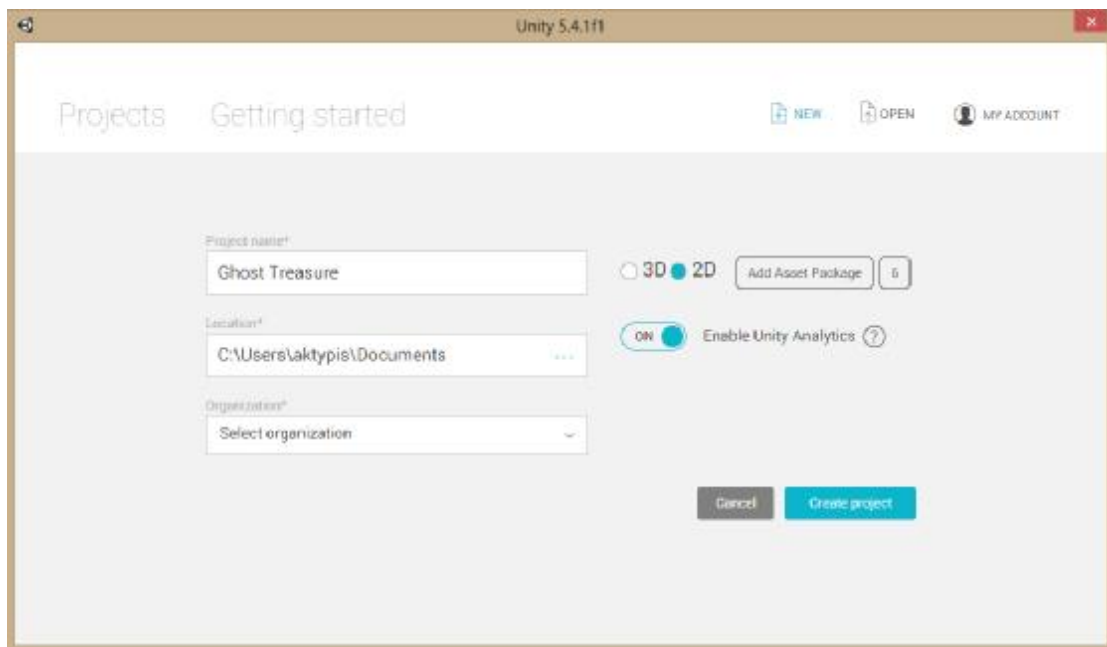 Unity 5.4.1f1
Projects Getting started NEW OPEN MY ACCOUNT
Project name*
Ghost Treasure
3D 2D Add Asset Package 6
Location*
C:\Users\aktypis\Documents ...
ON Enable Unity Analytics ?
Organization*
Select organization
Cancel Create project